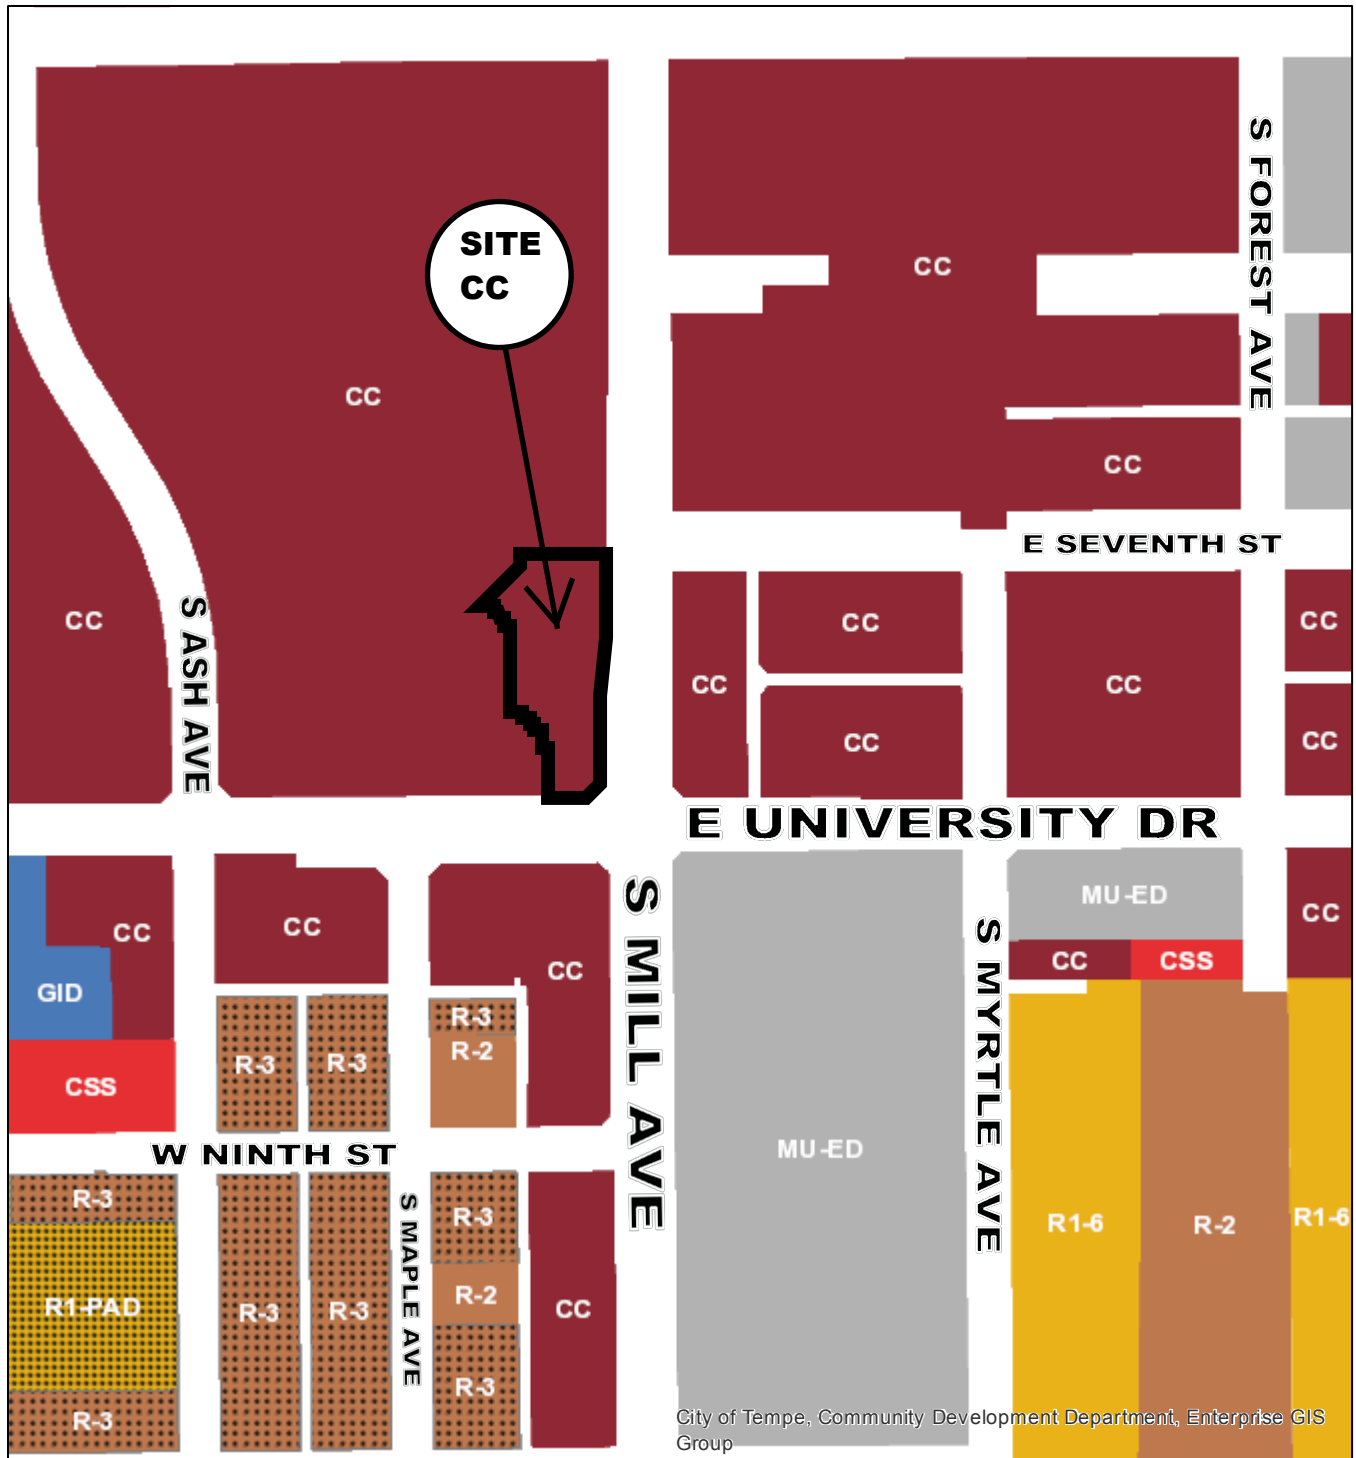 S FOREST AVE
SITE
CC
CC
CC
CC
E SEVENTH ST
S ASH AVE
CC
CC
CC
CC
CC
CC
CC
CC
E UNIVERSITY DR
S MILL AVE
MU-ED
CC
CC
CC
CC
CC
CSS
GID
S MYRTLE AVE
R-3
R-2
R-3
R-3
CSS
W NINTH ST
MU-ED
R-3
S MAPLE AVE
R-3
R1-6
R-2
R1-6
R-2
R1-PAD
R-3
R-3
CC
R-3
R-3
City of Tempe, Community Development Department, Enterprise GIS
Group